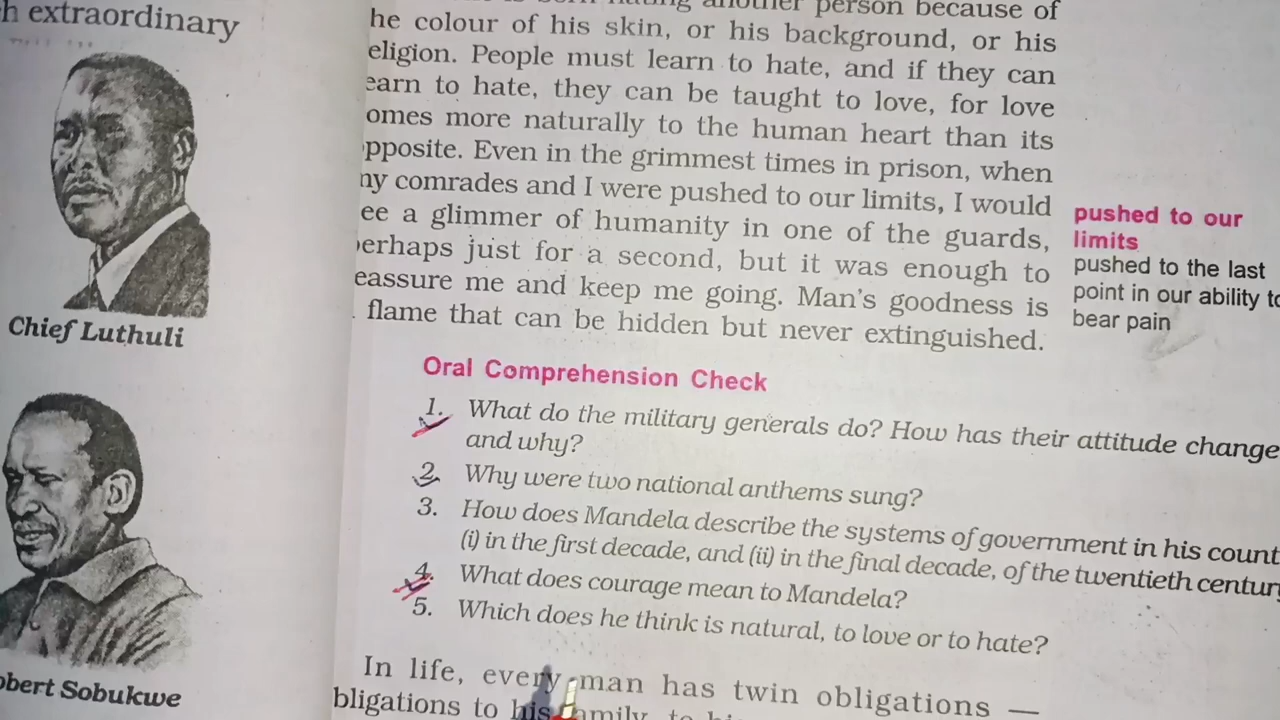 h extraordinary
Chief Luthuli
obert Sobukwe
another person because of
he colour of his skin, or his background, or his
eligion. People must learn to hate, and if they can
earn to hate, they can be taught to love, for love
omes more naturally to the human heart than its
pposite. Even in the grimmest times in prison, when
ny comrades and I were pushed to our limits, I would
ee a glimmer of humanity in one of the guards,
erhaps just for a second, but it was enough to
eassure me and keep me going. Man's goodness is
flame that can be hidden but never extinguished.
pushed to our
limits
pushed to the last
point in our ability to
bear pain
Oral Comprehension Check
1. What do the military generals do? How has their attitude change
and why?
2. Why were two national anthems sung?
3. How does Mandela describe the systems of government in his count
(i) in the first decade, and (ii) in the final decade, of the twentieth century
4. What does courage mean to Mandela?
5. Which does he think is natural, to love or to hate?
In life, every man has twin obligations —
bligations to his family, to